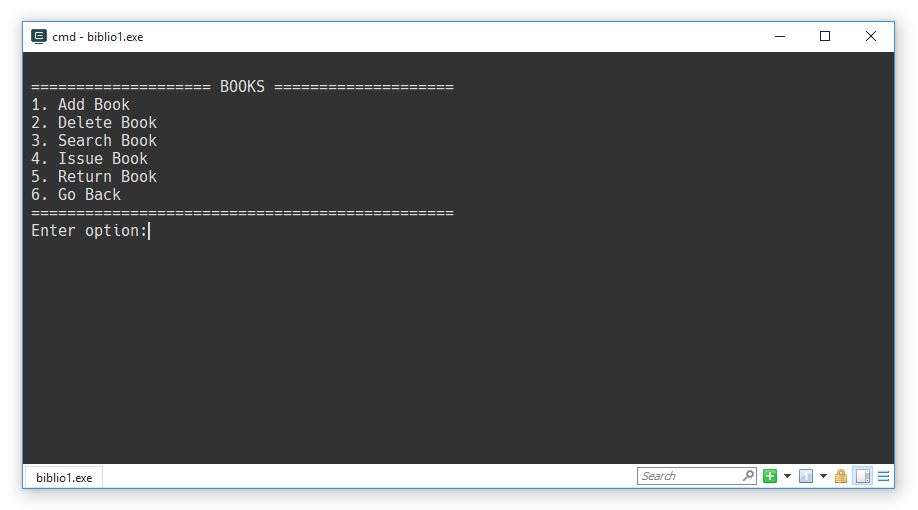 cmd - biblio1.exe
==================== BOOKS ====================
1. Add Book
2. Delete Book
3. Search Book
4. Issue Book
5. Return Book
6. Go Back
===============================================
Enter option:
biblio1.exe
Search